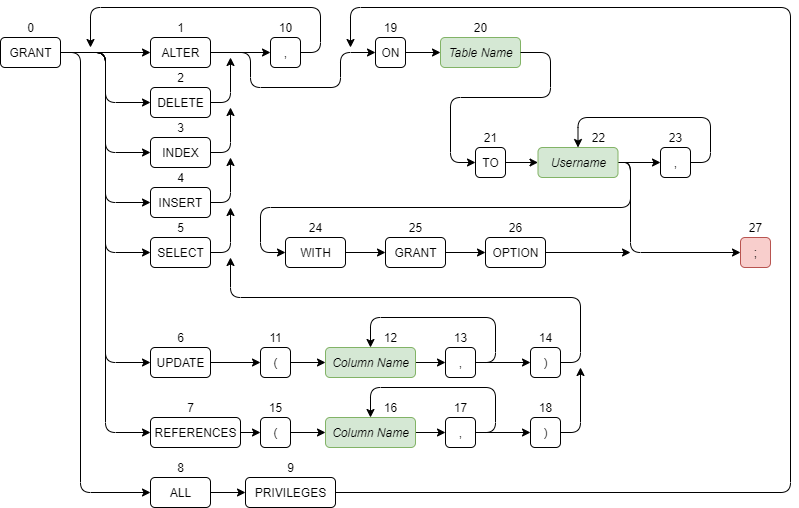 0 1 10 19 20
GRANT ALTER , ON Table Name
2
DELETE
3 21 22 23
INDEX TO Username ,
4
INSERT
5 24 25 26 27
SELECT WITH GRANT OPTION ;
6 11 12 13 14
UPDATE ( Column Name , )
7 15 16 17 18
REFERENCES ( Column Name , )
8 9
ALL PRIVILEGES